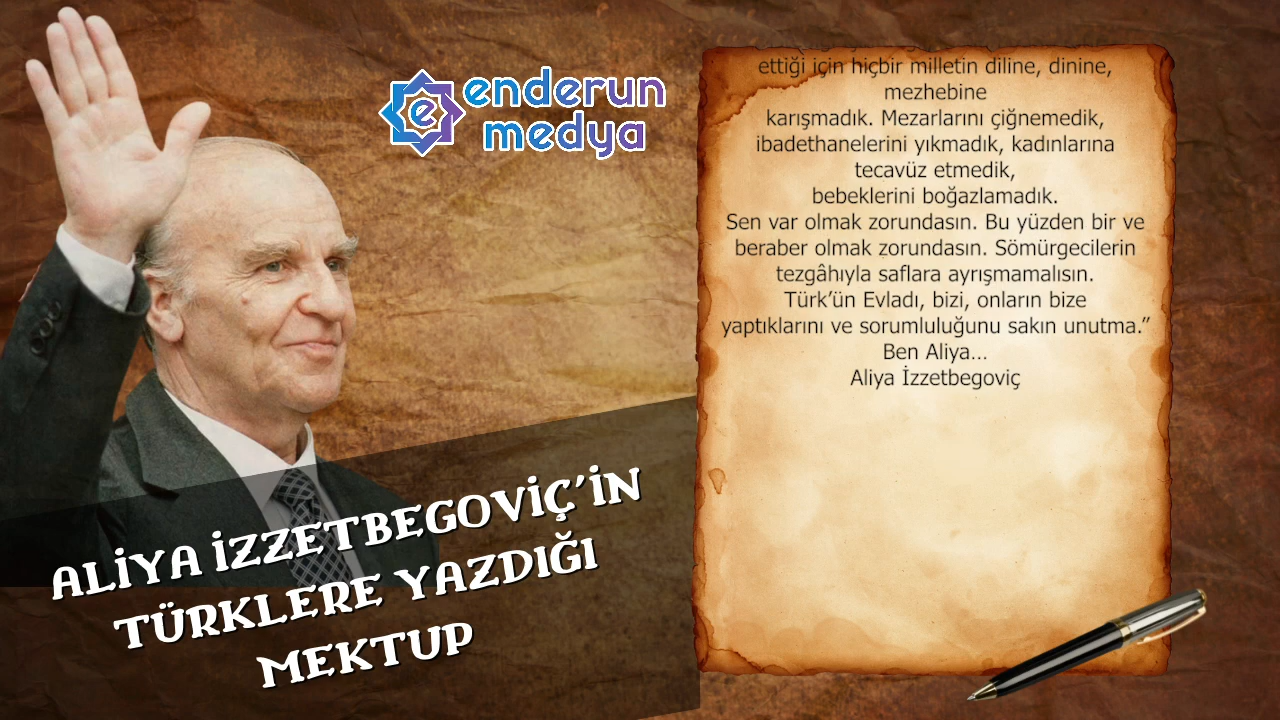 enderun
medya
ettiği için hiçbir milletin diline, dinine,
mezhebine
karışmadık. Mezarlarını çiğnemedik,
ibadethanelerini yıkmadık, kadınlarına
tecavüz etmedik,
bebeklerini boğazlamadık.
Sen var olmak zorundasın. Bu yüzden bir ve
beraber olmak zorundasın. Sömürgecilerin
tezgâhıyla saflara ayrışmamalısın.
Türk’ün Evladı, bizi, onların bize
yaptıklarını ve sorumluluğunu sakın unutma.”
Ben Aliya...
Aliya İzzetbegoviç
ALİYA İZZETBEGOVİÇ'İN
TÜRKLERE YAZDIĞI
MEKTUP